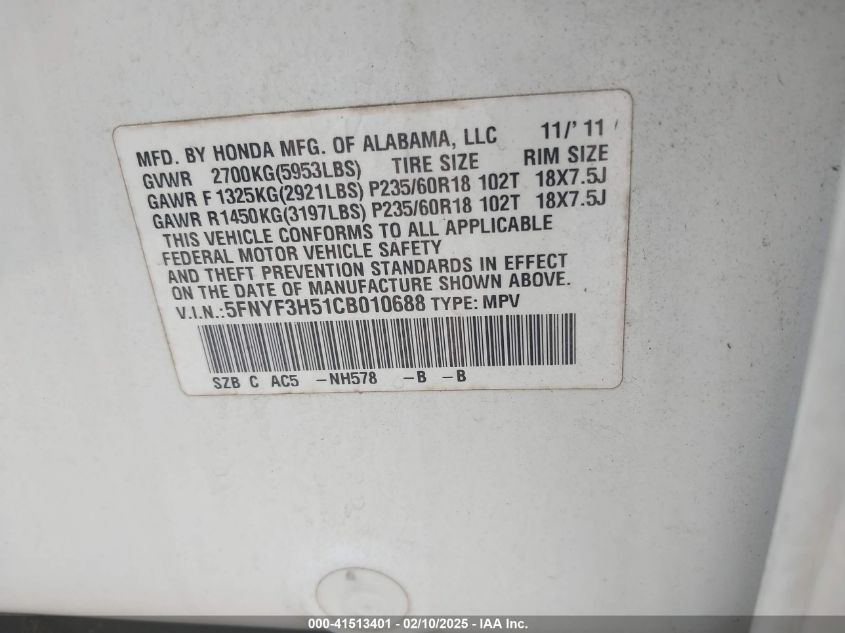 MFD. BY HONDA MFG. OF ALABAMA, LLC 11/' 11
GVWR 2700KG(5953LBS) TIRE SIZE RIM SIZE
GAWR F 1325KG(2921LBS) P235/60R18 102T 18X7.5J
GAWR R1450KG(3197LBS) P235/60R18 102T 18X7.5J
THIS VEHICLE CONFORMS TO ALL APPLICABLE
FEDERAL MOTOR VEHICLE SAFETY
AND THEFT PREVENTION STANDARDS IN EFFECT
ON THE DATE OF MANUFACTURE SHOWN ABOVE.
V.I.N.:5FNYF3H51CB010688 TYPE: MPV
SZB C AC5 -NH578 -B -B
000-41513401 - 02/10/2025 - IAA Inc.